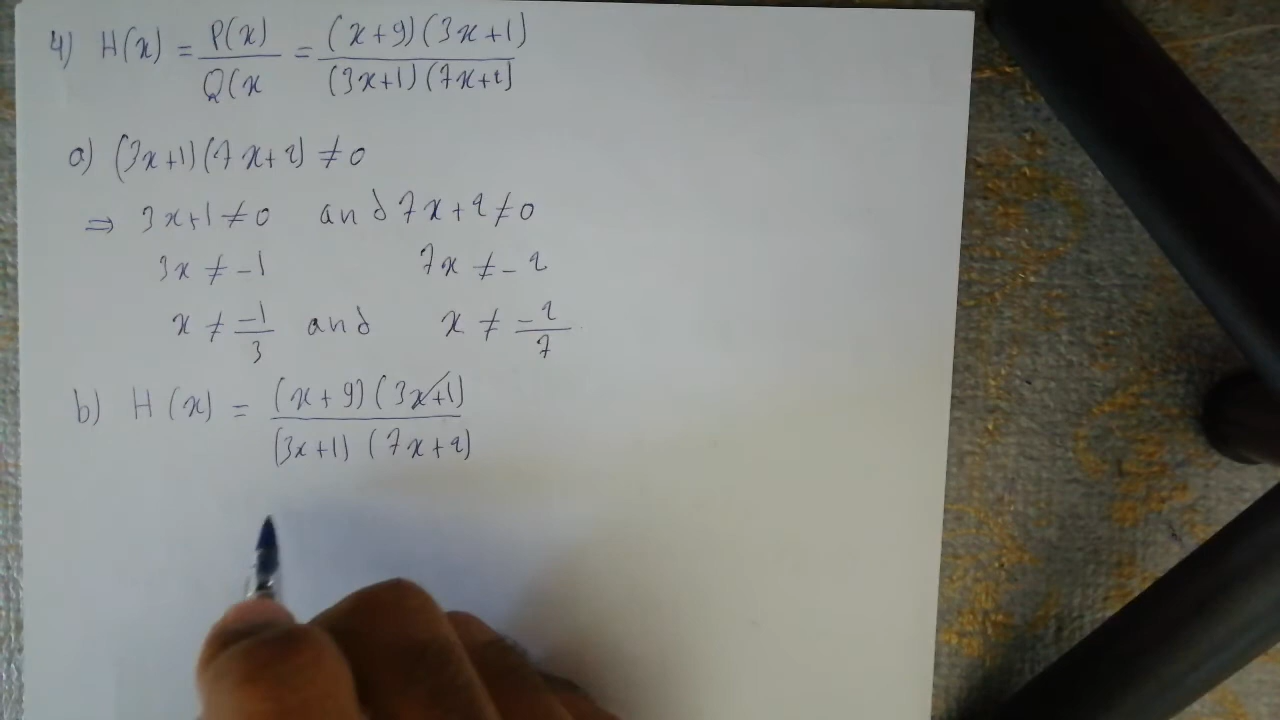 4) H(x) = P(x)/Q(x = (x+9)(3x+1)/(3x+1)(7x+2)
a) (3x+1)(7x+2) ≠ 0
⇒ 3x+1 ≠ 0 and 7x+2 ≠ 0
3x ≠ -1 7x ≠ -2
x ≠ -1/3 and x ≠ -2/7
b) H(x) = (x+9)(3x+1)/(3x+1)(7x+2)